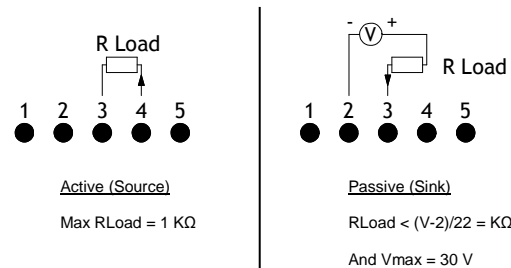 R Load
1 2 3 4 5
Active (Source)
Max RLoad = 1 KΩ
- V +
R Load
1 2 3 4 5
Passive (Sink)
RLoad < (V-2)/22 = KΩ
And Vmax = 30 V